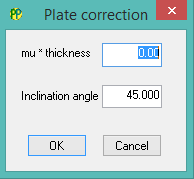 Plate correction
mu * thickness 0.00
Inclination angle 45.000
OK Cancel